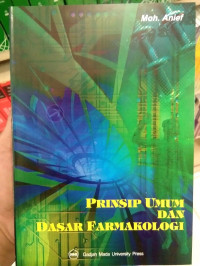 Moh. Anief
PRINSIP UMUM
DAN
DASAR FARMAKOLOGI
Gadjah Mada University Press